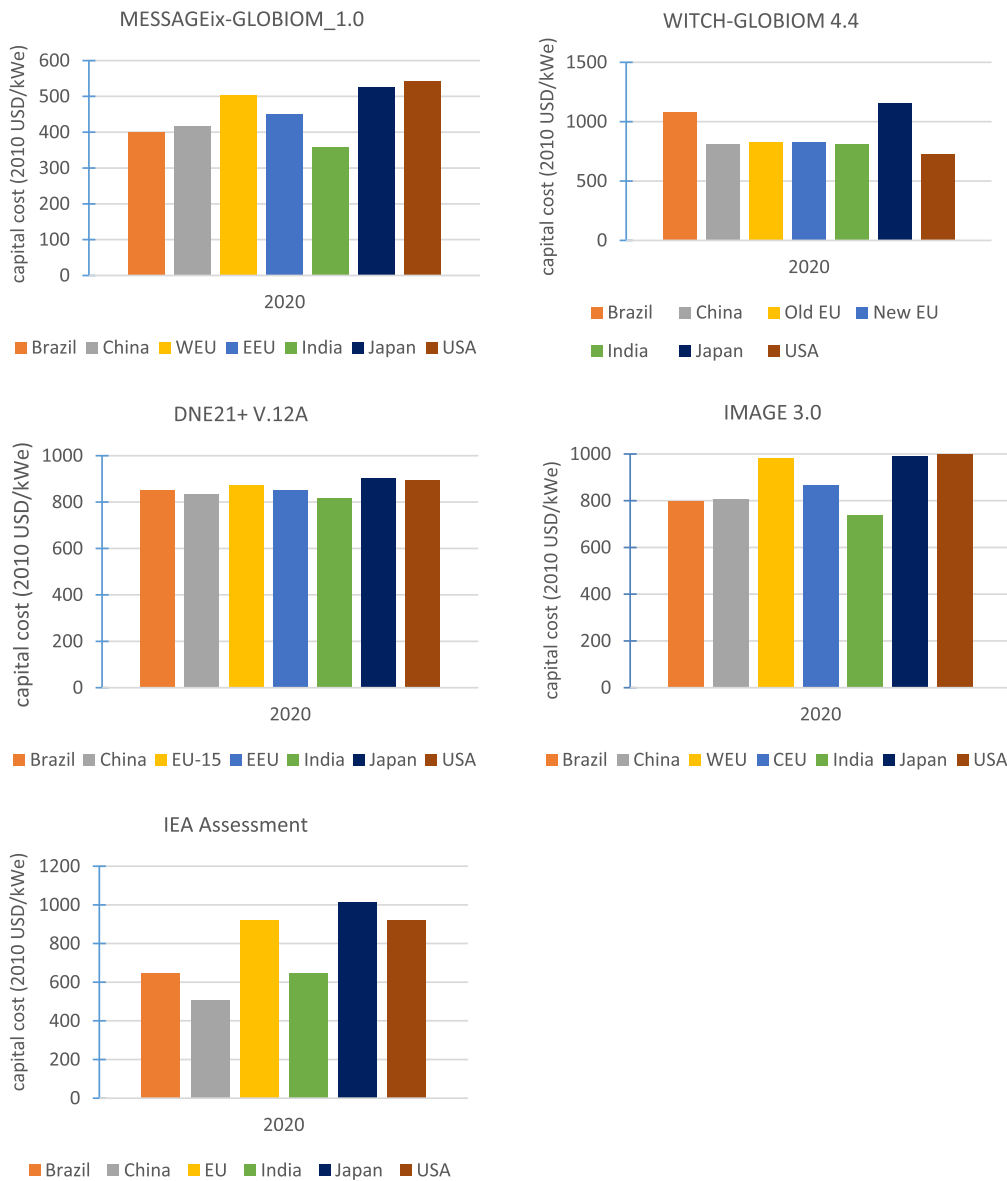 MESSAGEix-GLOBIOM_1.0
capital cost (2010 USD/kWe)
600
500
400
300
200
100
0
2020
Brazil China WEU EEU India Japan USA
WITCH-GLOBIOM 4.4
capital cost (2010 USD/kWe)
1500
1000
500
0
2020
Brazil China Old EU New EU
India Japan USA
DNE21+ V.12A
capital cost (2010 USD/kWe)
1000
800
600
400
200
0
2020
Brazil China EU-15 EEU India Japan USA
IMAGE 3.0
capital cost (2010 USD/kWe)
1000
800
600
400
200
0
2020
Brazil China WEU CEU India Japan USA
IEA Assessment
capital cost (2010 USD/kWe)
1200
1000
800
600
400
200
0
2020
Brazil China EU India Japan USA